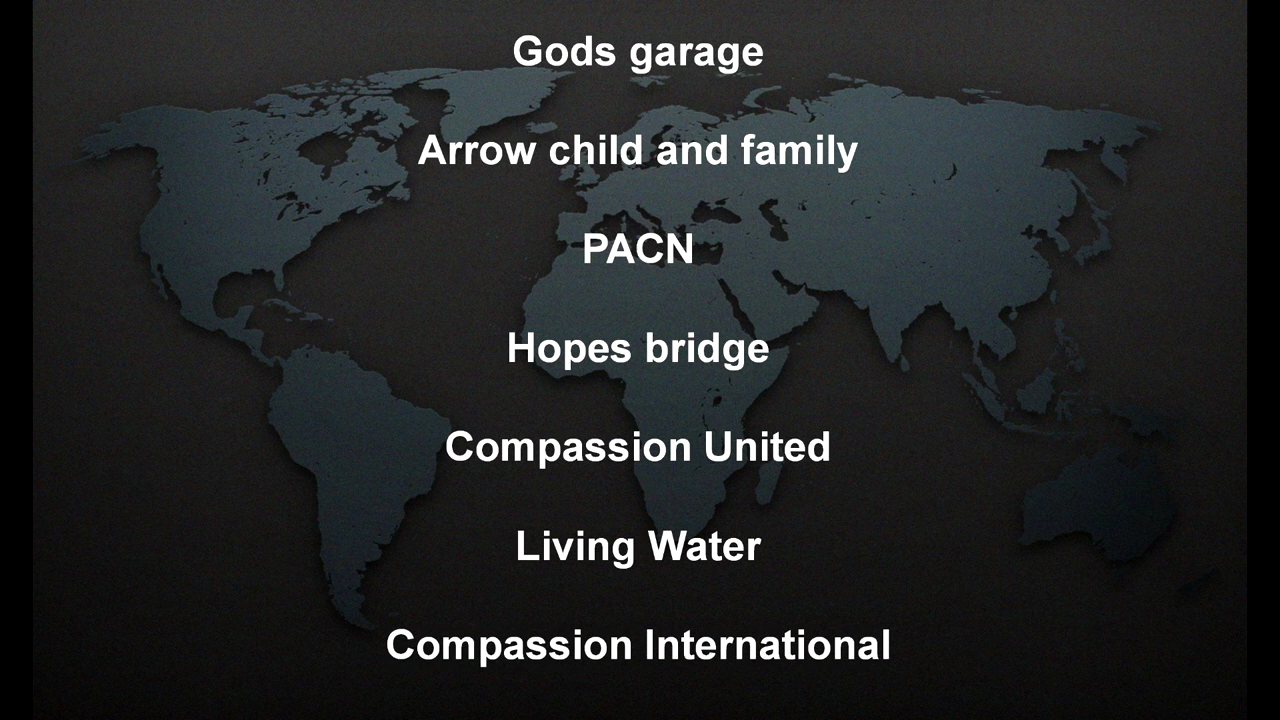 Gods garage
Arrow child and family
PACN
Hopes bridge
Compassion United
Living Water
Compassion International